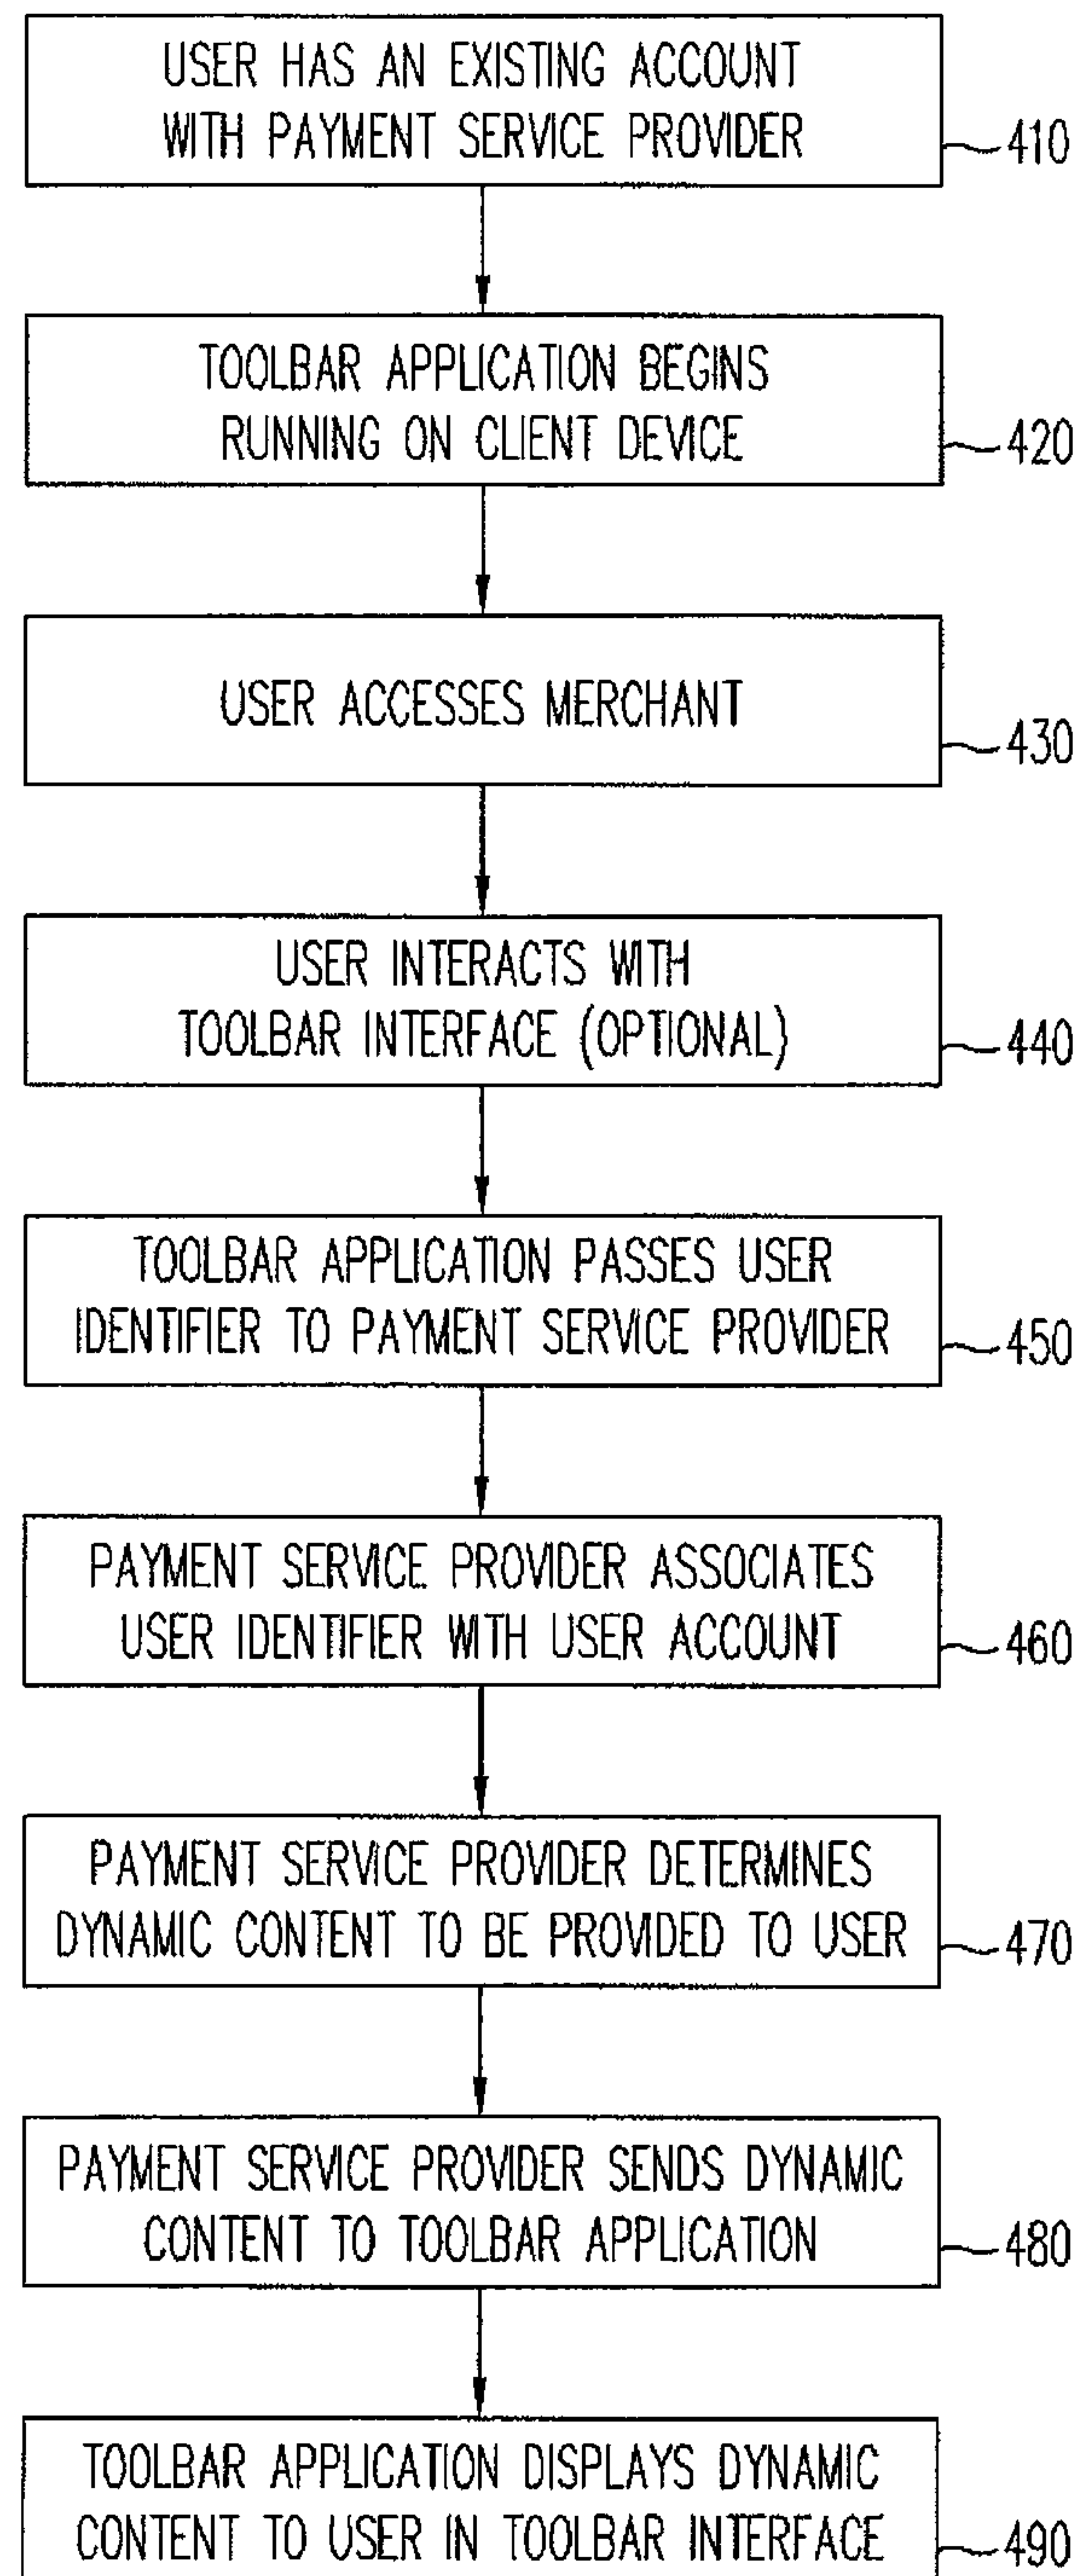 USER HAS AN EXISTING ACCOUNT
WITH PAYMENT SERVICE PROVIDER
410
TOOLBAR APPLICATION BEGINS
RUNNING ON CLIENT DEVICE
420
USER ACCESSES MERCHANT
430
USER INTERACTS WITH
TOOLBAR INTERFACE (OPTIONAL)
440
TOOLBAR APPLICATION PASSES USER
IDENTIFIER TO PAYMENT SERVICE PROVIDER
450
PAYMENT SERVICE PROVIDER ASSOCIATES
USER IDENTIFIER WITH USER ACCOUNT
460
PAYMENT SERVICE PROVIDER DETERMINES
DYNAMIC CONTENT TO BE PROVIDED TO USER
470
PAYMENT SERVICE PROVIDER SENDS DYNAMIC
CONTENT TO TOOLBAR APPLICATION
480
TOOLBAR APPLICATION DISPLAYS DYNAMIC
CONTENT TO USER IN TOOLBAR INTERFACE
490